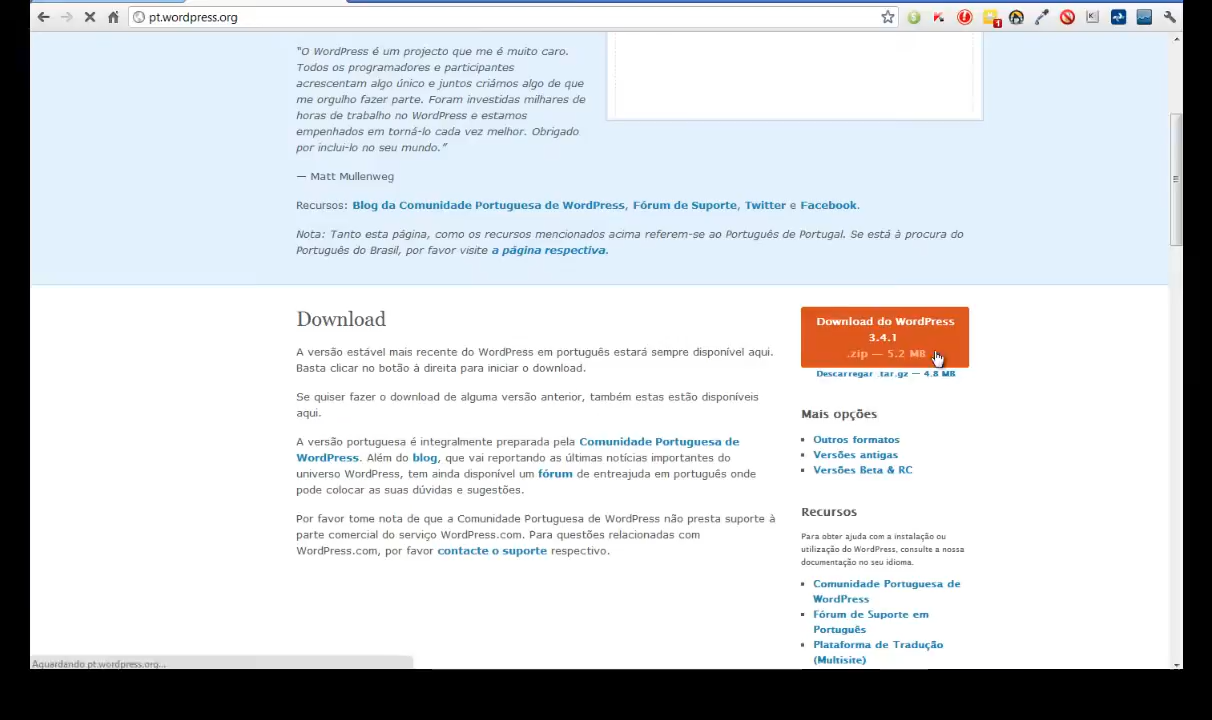 pt.wordpress.org
1
"O WordPress é um projecto que me é muito caro.
Todos os programadores e participantes
acrescentam algo único e juntos criámos algo de que
me orgulho fazer parte. Foram investidas milhares de
horas de trabalho no WordPress e estamos
empenhados em torná-lo cada vez melhor. Obrigado
por inclui-lo no seu mundo."
— Matt Mullenweg
Recursos: Blog da Comunidade Portuguesa de WordPress, Fórum de Suporte, Twitter e Facebook.
Nota: Tanto esta página, como os recursos mencionados acima referem-se ao Português de Portugal. Se está à procura do
Português do Brasil, por favor visite a página respectiva.
Download
A versão estável mais recente do WordPress em português estará sempre disponível aqui.
Basta clicar no botão à direita para iniciar o download.
Se quiser fazer o download de alguma versão anterior, também estas estão disponíveis
aqui.
A versão portuguesa é integralmente preparada pela Comunidade Portuguesa de
WordPress. Além do blog, que vai reportando as últimas notícias importantes do
universo WordPress, tem ainda disponível um fórum de entreajuda em português onde
pode colocar as suas dúvidas e sugestões.
Por favor tome nota de que a Comunidade Portuguesa de WordPress não presta suporte à
parte comercial do serviço WordPress.com. Para questões relacionadas com
WordPress.com, por favor contacte o suporte respectivo.
Download do WordPress
3.4.1
.zip — 5.2 MB
Descarregar .tar.gz — 4.8 MB
Mais opções
Outros formatos
Versões antigas
Versões Beta & RC
Recursos
Para obter ajuda com a instalação ou
utilização do WordPress, consulte a nossa
documentação no seu idioma.
Comunidade Portuguesa de
WordPress
Fórum de Suporte em
Português
Plataforma de Tradução
(Multisite)
Aguardando pt.wordpress.org...